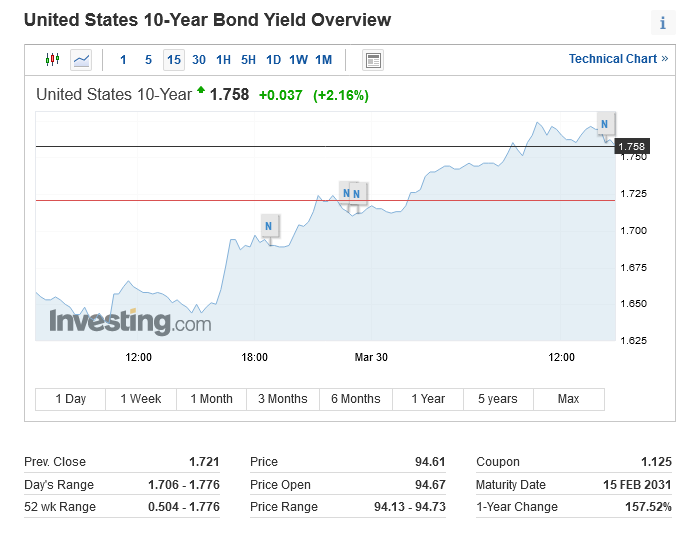 United States 10-Year Bond Yield Overview
i
1 5 15 30 1H 5H 1D 1W 1M
Technical Chart »
United States 10-Year 1.758 +0.037 (+2.16%)
N
1.758
1.750
N N
1.725
N
1.700
1.675
1.650
Investing.com
1.625
12:00 18:00 Mar 30 12:00
1 Day 1 Week 1 Month 3 Months 6 Months 1 Year 5 years Max
Prev. Close 1.721 Price 94.61 Coupon 1.125
Day's Range 1.706 - 1.776 Price Open 94.67 Maturity Date 15 FEB 2031
52 wk Range 0.504 - 1.776 Price Range 94.13 - 94.73 1-Year Change 157.52%